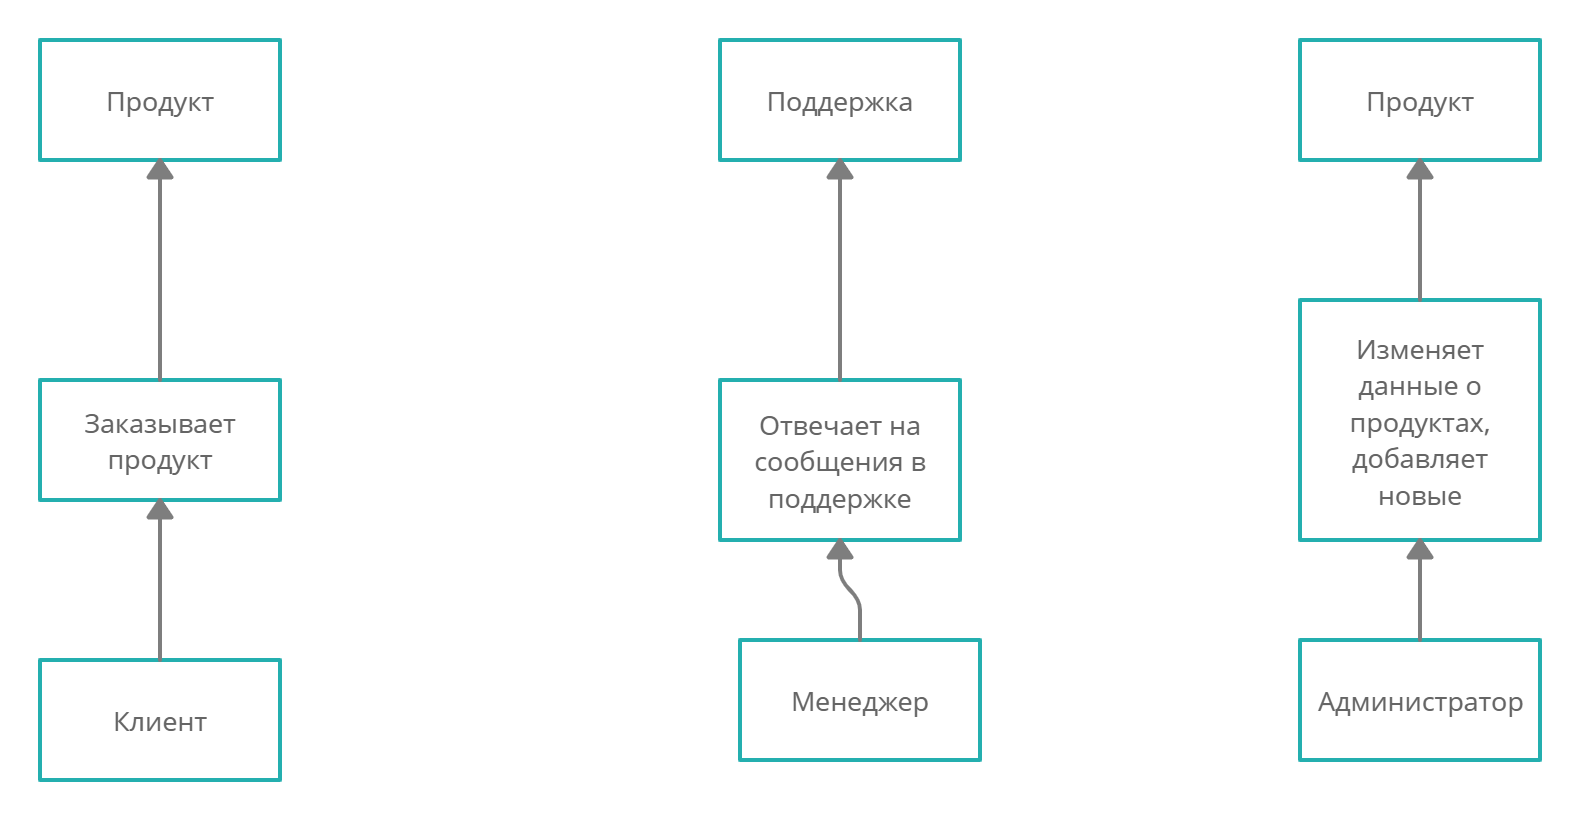 Продукт
Поддержка
Продукт
Заказывает
продукт
Отвечает на
сообщения в
поддержке
Изменяет
данные о
продуктах,
добавляет
новые
Клиент
Менеджер
Администратор